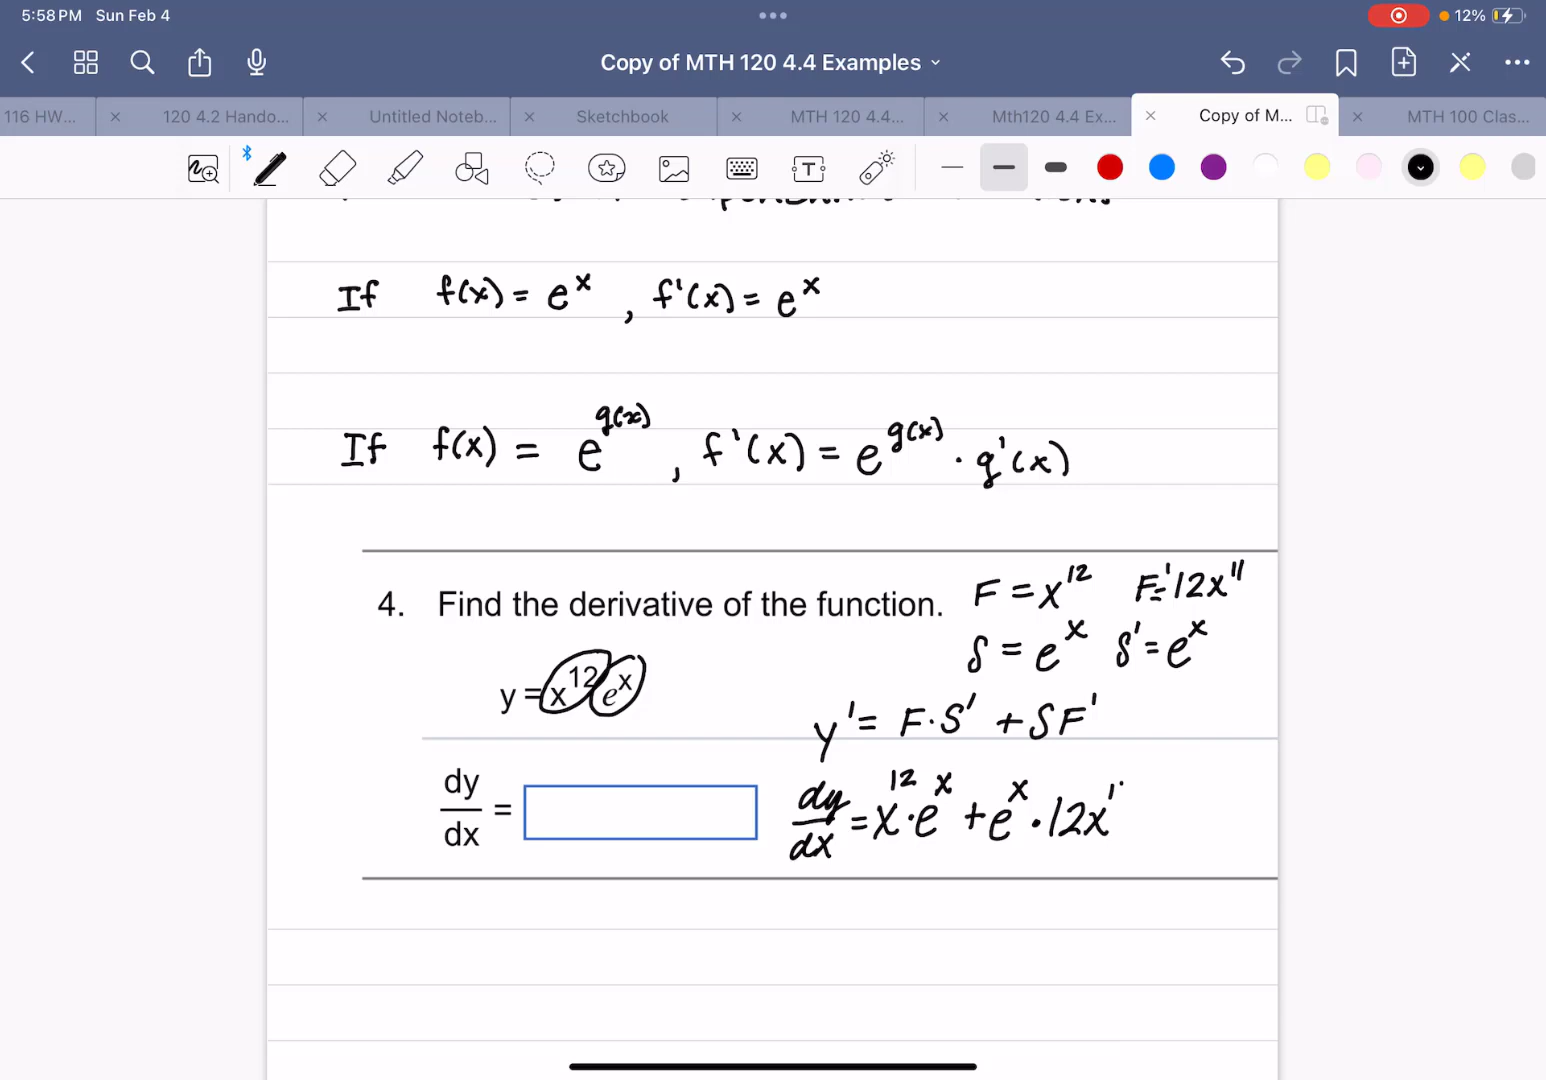 5:58 PM Sun Feb 4
12%
Copy of MTH 120 4.4 Examples
116 HW...
120 4.2 Hando...
Untitled Noteb...
Sketchbook
MTH 120 4.4...
Mth120 4.4 Ex...
Copy of M...
MTH 100 Clas...
If f(x) = e^x , f'(x) = e^x
If f(x) = e^g(x) , f'(x) = e^g(x) · g'(x)
4. Find the derivative of the function.
F = x^12 F'=12x^11
S = e^x S' = e^x
y = x^12 e^x
y' = F·S' + SF'
dy/dx =
dy/dx = x^12·e^x + e^x·12x^1'